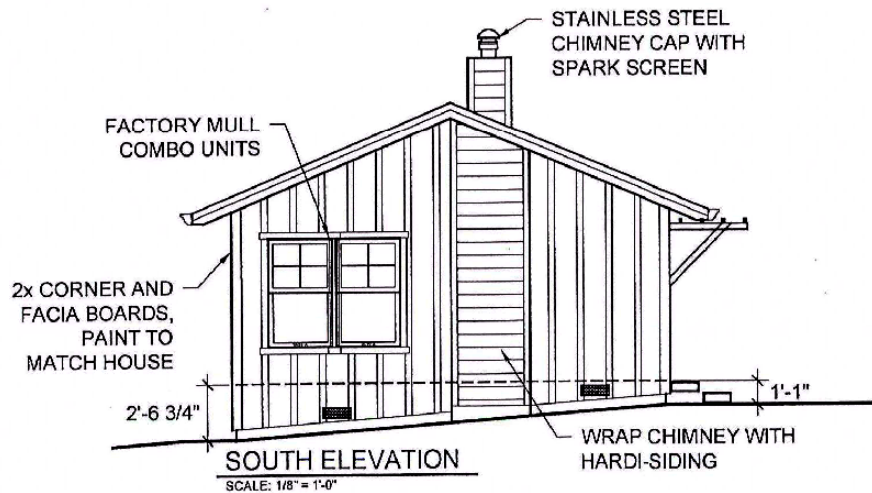 STAINLESS STEEL
CHIMNEY CAP WITH
SPARK SCREEN
FACTORY MULL
COMBO UNITS
2x CORNER AND
FACIA BOARDS,
PAINT TO
MATCH HOUSE
2'-6 3/4"
1'-1"
WRAP CHIMNEY WITH
HARDI-SIDING
SOUTH ELEVATION
SCALE: 1/8" = 1'-0"